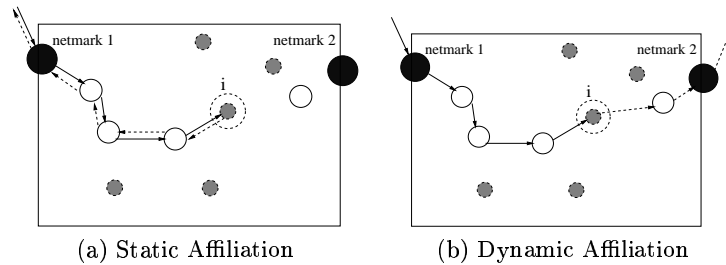 netmark 1
netmark 2
i
(a) Static Affiliation
netmark 1
netmark 2
i
(b) Dynamic Affiliation